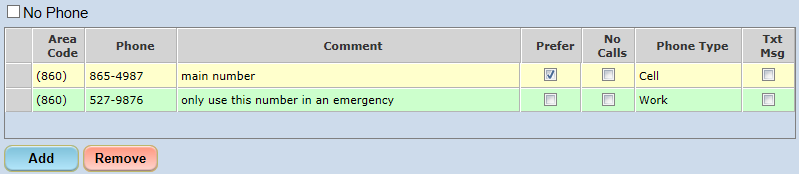 No Phone
Area Code Phone Comment Prefer No Calls Phone Type Txt Msg
(860) 865-4987 main number Cell
(860) 527-9876 only use this number in an emergency Work
Add Remove